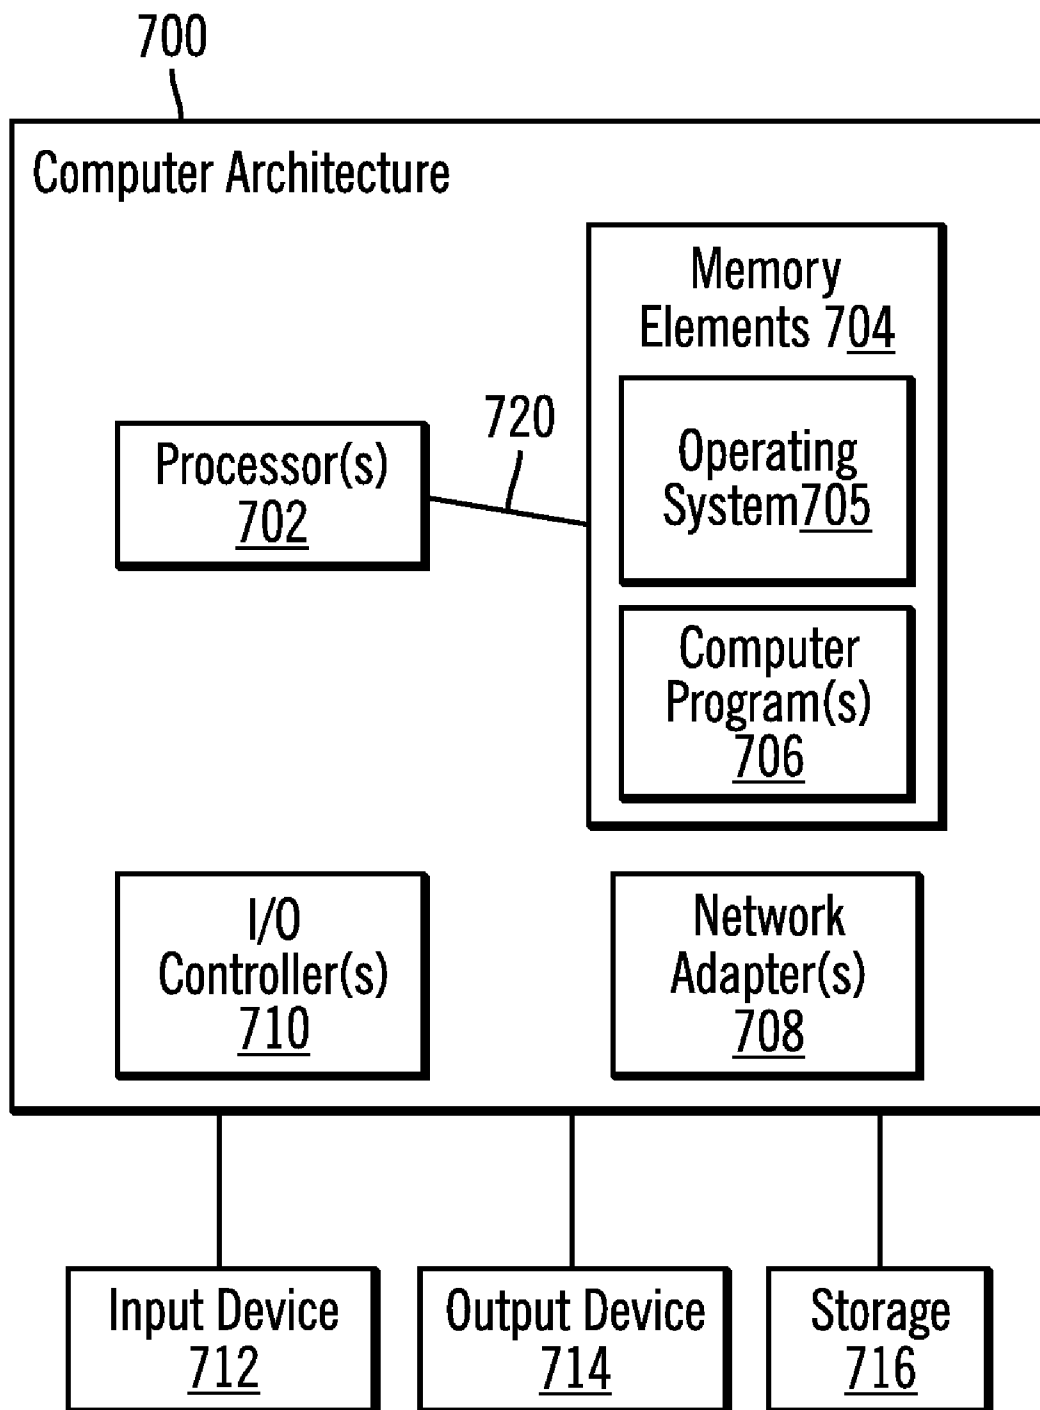 700
Computer Architecture
Memory
Elements 704
Processor(s)
702
720
Operating
System705
Computer
Program(s)
706
I/O
Controller(s)
710
Network
Adapter(s)
708
Input Device
712
Output Device
714
Storage
716